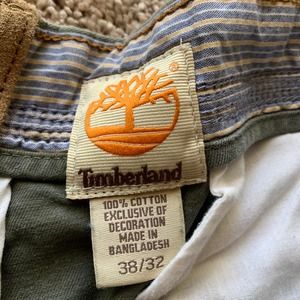 ®
Timberland
100% COTTON
EXCLUSIVE OF
DECORATION
MADE IN
BANGLADESH
38/32